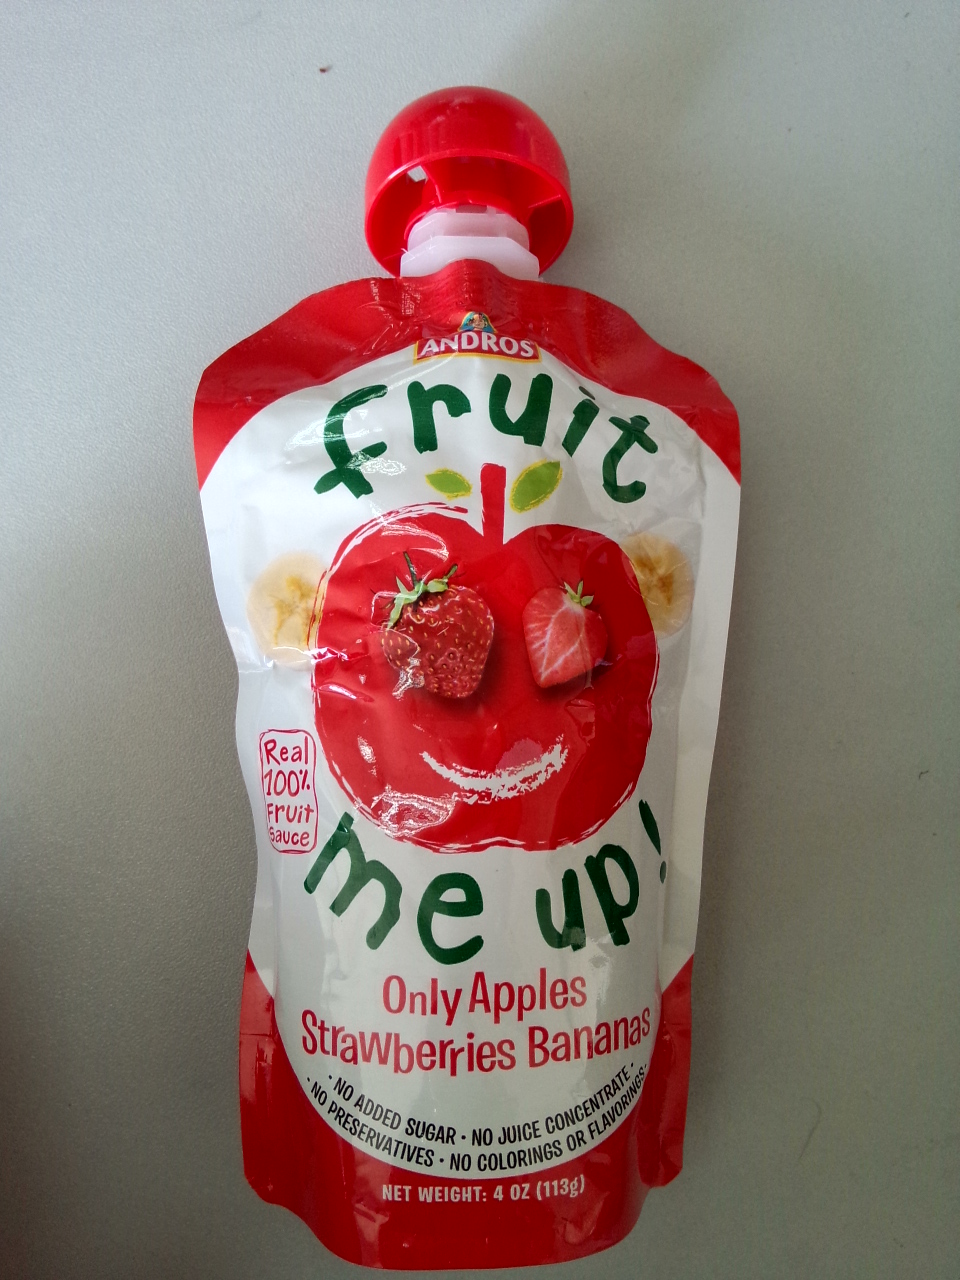 ANDROS
fruit
Real
100%
Fruit
Sauce
me up!
Only Apples
Strawberries Bananas
· NO ADDED SUGAR · NO JUICE CONCENTRATE ·
· NO PRESERVATIVES · NO COLORINGS OR FLAVORINGS ·
NET WEIGHT: 4 OZ (113g)